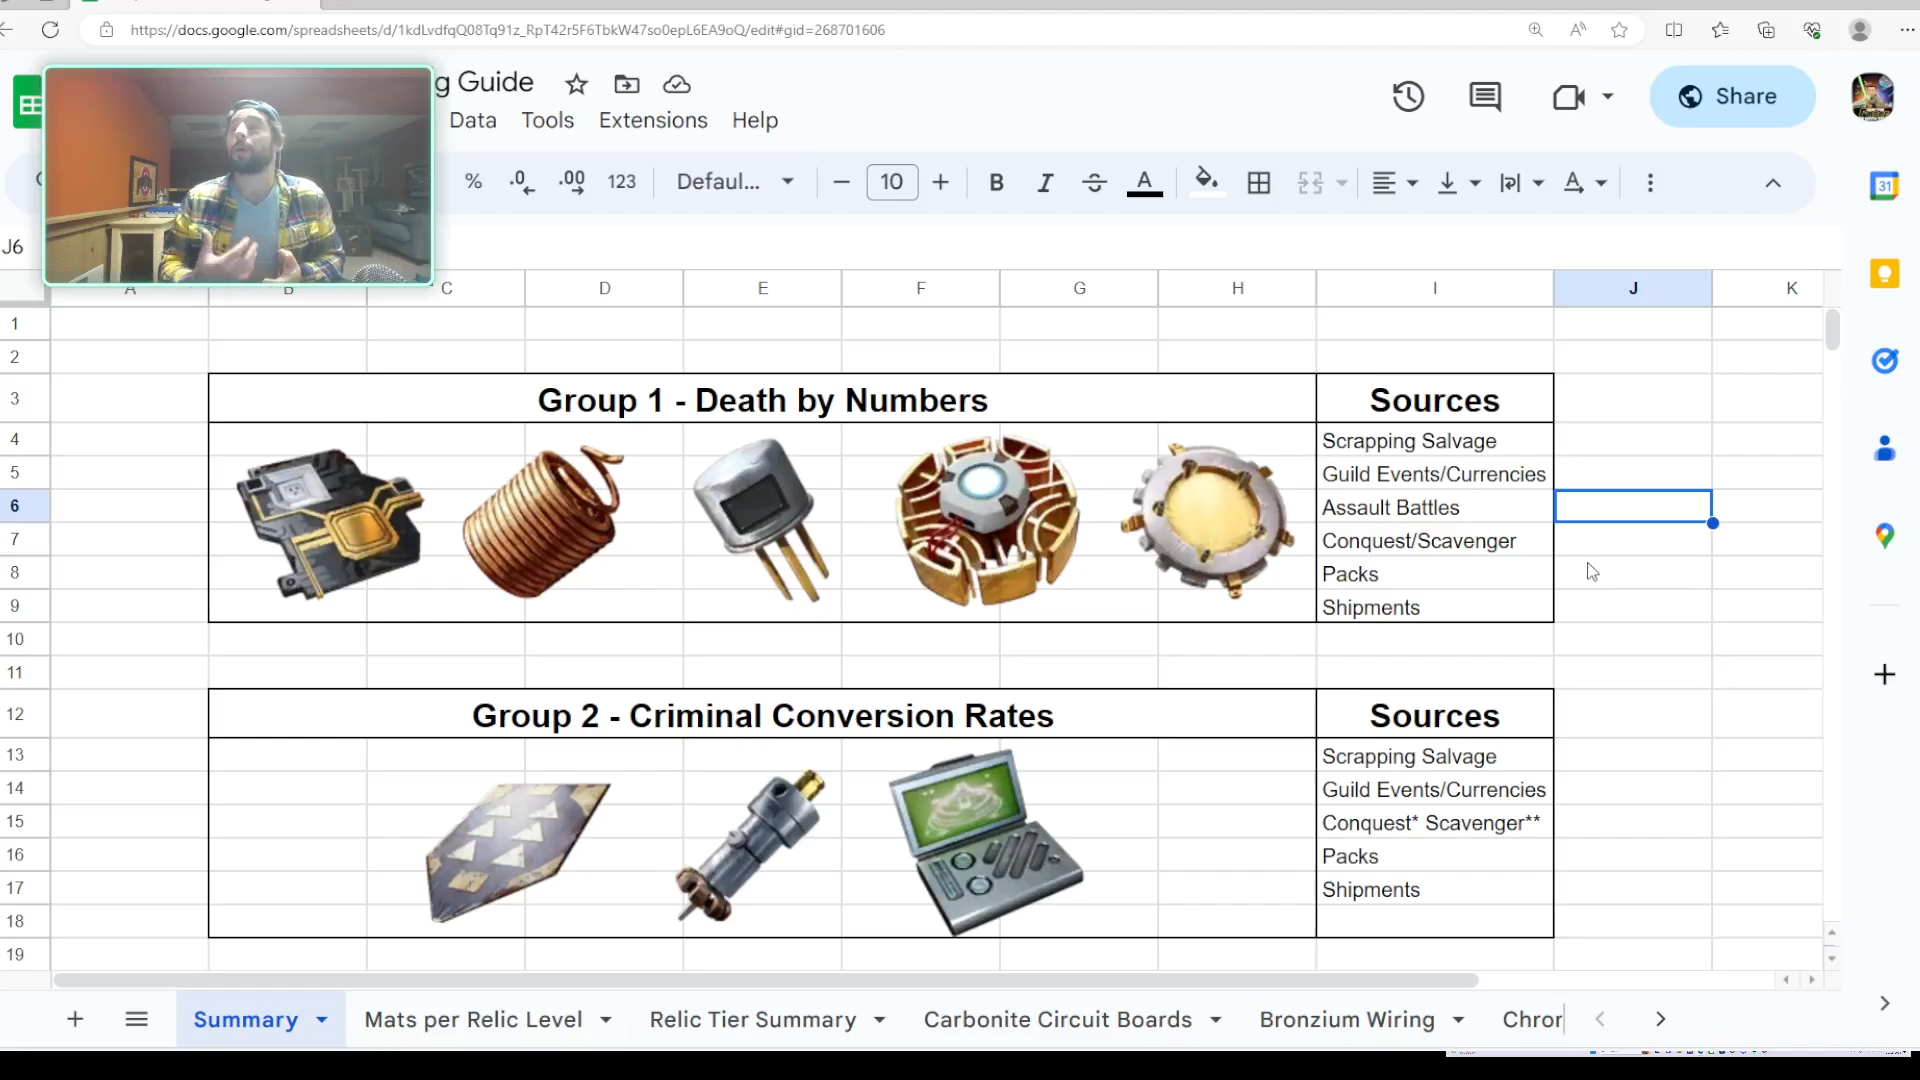 https://docs.google.com/spreadsheets/d/1kdLvdfqQ08Tq91z_RpT42r5F6TbkW47so0epL6EA9oQ/edit#gid=268701606
g Guide
Share
Data Tools Extensions Help
% .0 .00 123 Defaul... 10 B I S A A
31
J6
A B C D E F G H I J K
1
2
3 Group 1 - Death by Numbers Sources
4 Scrapping Salvage
5 Guild Events/Currencies
6 Assault Battles
7 Conquest/Scavenger
8 Packs
9 Shipments
10
11
12 Group 2 - Criminal Conversion Rates Sources
13 Scrapping Salvage
14 Guild Events/Currencies
15 Conquest* Scavenger**
16 Packs
17 Shipments
18
19
Summary Mats per Relic Level Relic Tier Summary Carbonite Circuit Boards Bronzium Wiring Chror